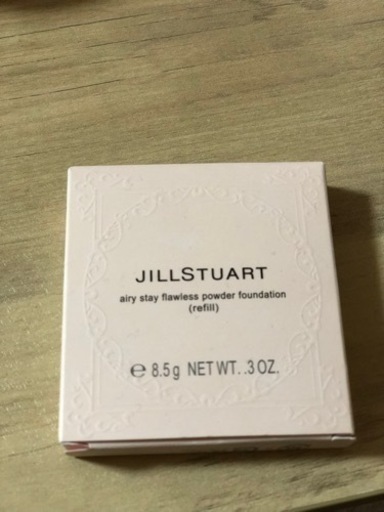 JILLSTUART
airy stay flawless powder foundation
(refill)
℮ 8.5g NET WT. .3 OZ.